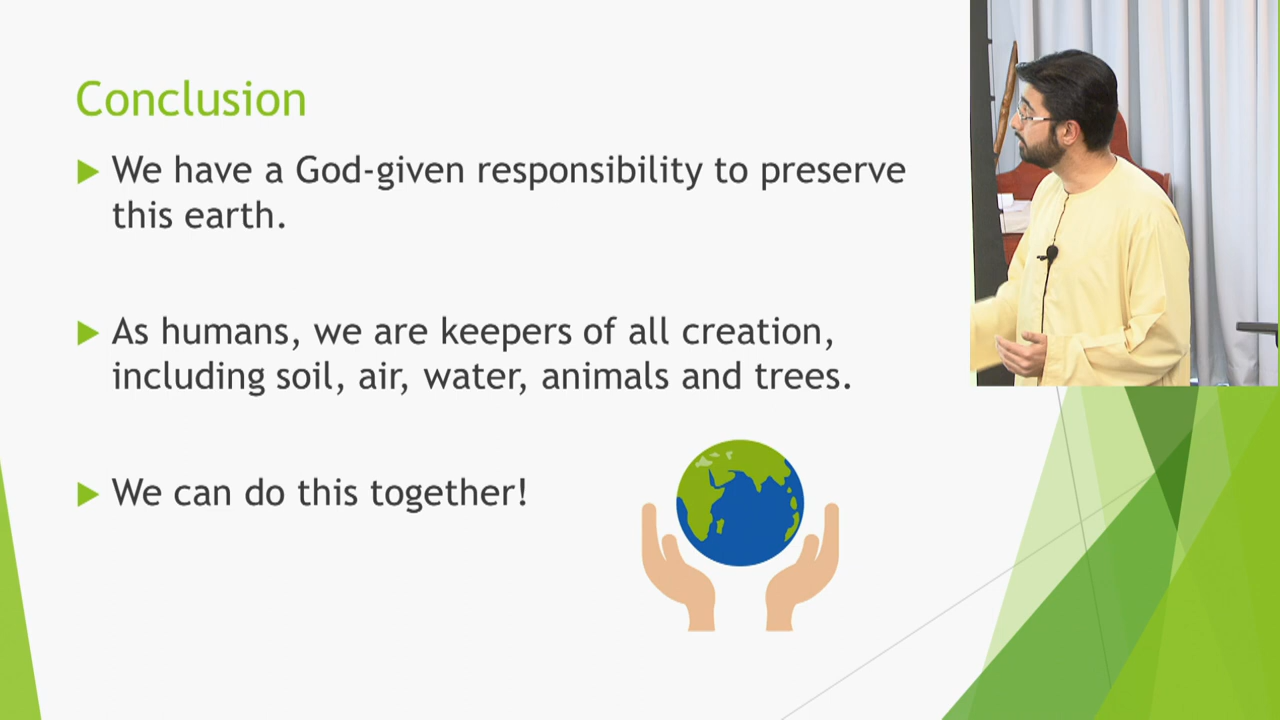 Conclusion
We have a God-given responsibility to preserve
this earth.
As humans, we are keepers of all creation,
including soil, air, water, animals and trees.
We can do this together!